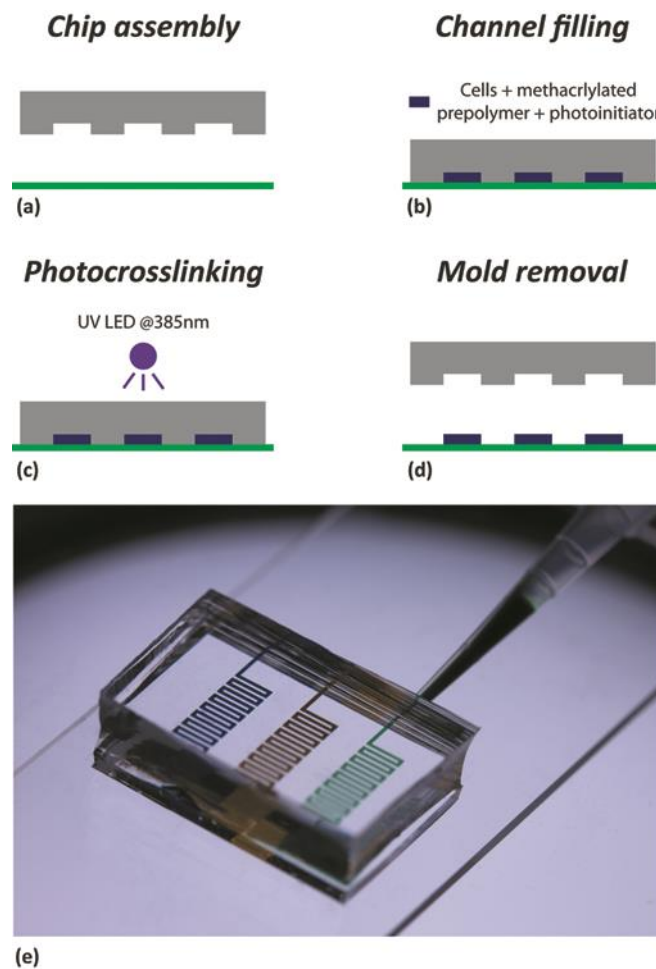 Chip assembly
Channel filling
Cells + methacrlylated
prepolymer + photoinitiator
(a)
(b)
Photocrosslinking
Mold removal
UV LED @385nm
(c)
(d)
(e)